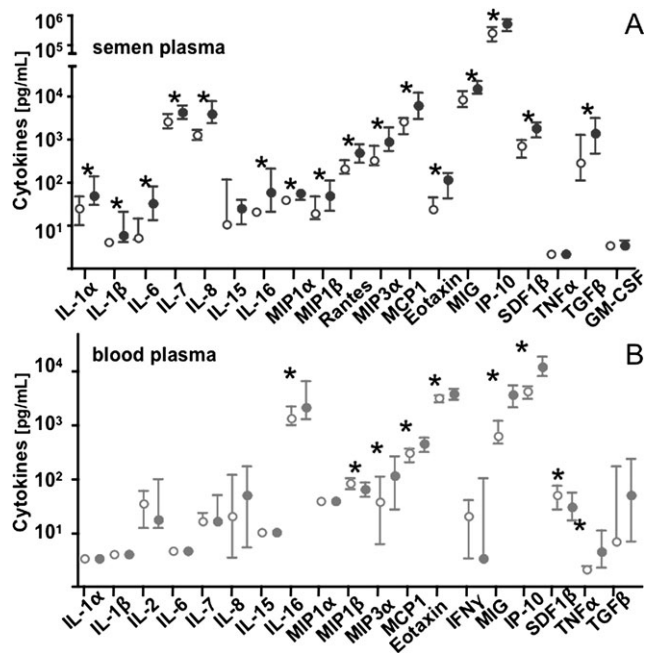 A
semen plasma
Cytokines [pg/mL]
10⁶
10⁵
10⁴
10³
10²
10¹
* * * * * * * * * * * * * * * * *
IL-1α IL-1β IL-6 IL-7 IL-8 IL-15 IL-16 MIP1α MIP1β Rantes MIP3α MCP1 Eotaxin MIG IP-10 SDF1β TNFα TGFβ GM-CSF
B
blood plasma
Cytokines [pg/mL]
10⁴
10³
10²
10¹
* * * * * * * * *
IL-1α IL-1β IL-2 IL-6 IL-7 IL-8 IL-15 IL-16 MIP1α MIP1β MIP3α MCP1 Eotaxin IFNγ MIG IP-10 SDF1β TNFα TGFβ